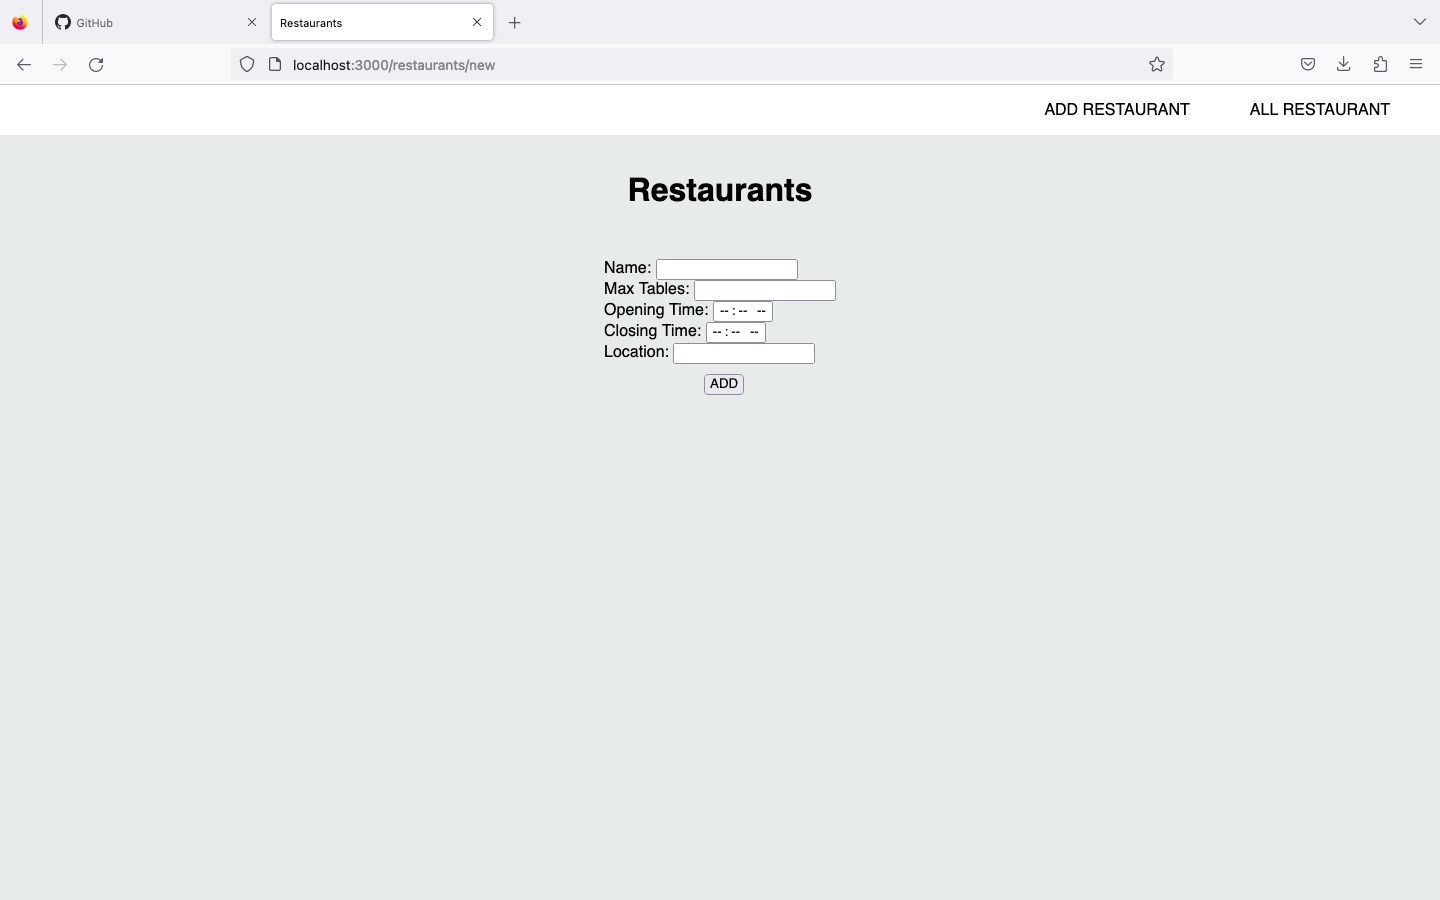 GitHub
Restaurants
localhost:3000/restaurants/new
ADD RESTAURANT ALL RESTAURANT
Restaurants
Name:
Max Tables:
Opening Time: -- : -- --
Closing Time: -- : -- --
Location:
ADD